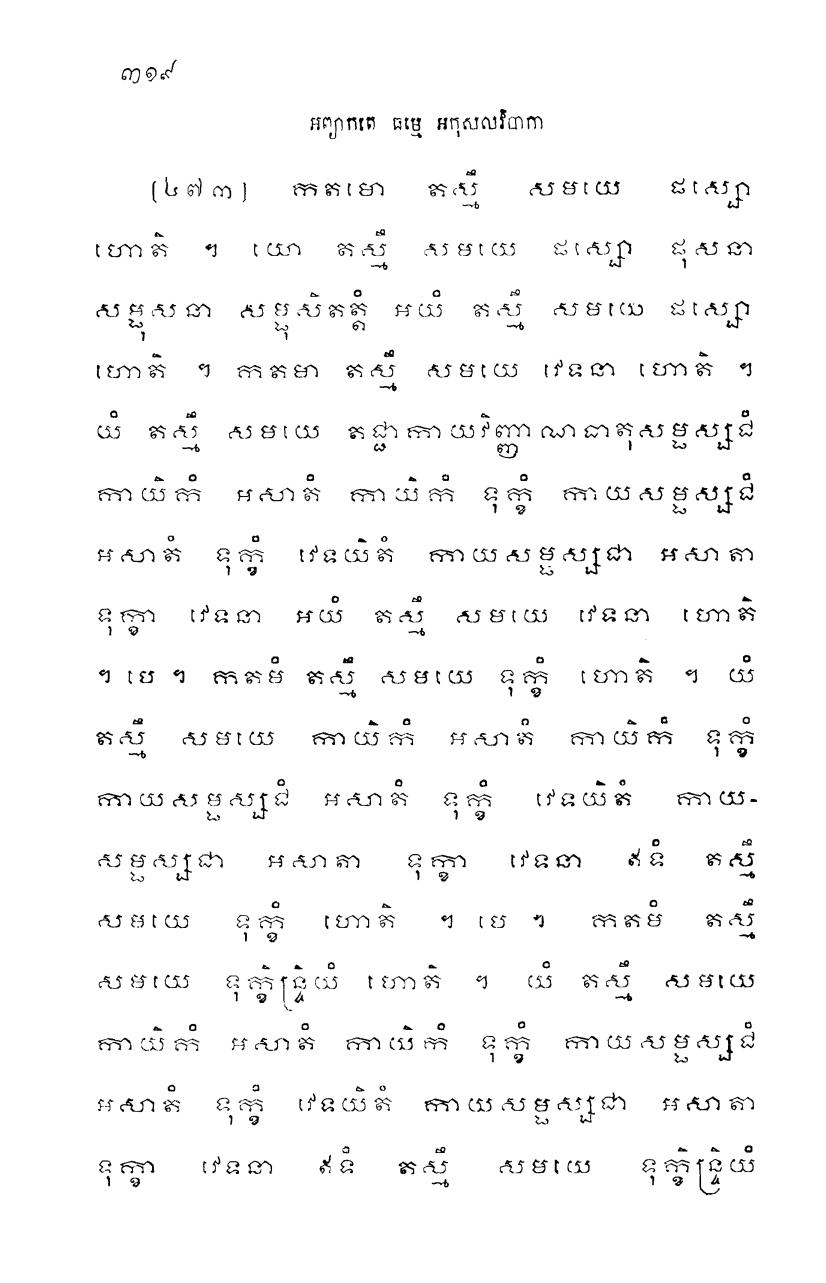 ៣១៩
អព្យាកតេ ធម្មេ អកុសលវិបាកា
(៤៧៣) កតមោ តស្មឹ សមយេ ផស្សោ
ហោតិ ។ យោ តស្មឹ សមយេ ផស្សោ ផុសនា
សម្ផុសនា សម្ផុសិតត្តំ អយំ តស្មឹ សមយេ ផស្សោ
ហោតិ ។ កតមា តស្មឹ សមយេ វេទនា ហោតិ ។
យំ តស្មឹ សមយេ តជ្ជាកាយវិញ្ញាណធាតុសម្ផស្សជំ
កាយិកំ អសាតំ កាយិកំ ទុក្ខំ កាយសម្ផស្សជំ
អសាតំ ទុក្ខំ វេទយិតំ កាយសម្ផស្សជា អសាតា
ទុក្ខា វេទនា អយំ តស្មឹ សមយេ វេទនា ហោតិ
។ បេ ។ កតមំ តស្មឹ សមយេ ទុក្ខំ ហោតិ ។ យំ
តស្មឹ សមយេ កាយិកំ អសាតំ កាយិកំ ទុក្ខំ
កាយសម្ផស្សជំ អសាតំ ទុក្ខំ វេទយិតំ កាយ-
សម្ផស្សជា អសាតា ទុក្ខា វេទនា ឥទំ តស្មឹ
សមយេ ទុក្ខំ ហោតិ ។ បេ ។ កតមំ តស្មឹ
សមយេ ទុក្ខិន្ទ្រិយំ ហោតិ ។ យំ តស្មឹ សមយេ
កាយិកំ អសាតំ កាយិកំ ទុក្ខំ កាយសម្ផស្សជំ
អសាតំ ទុក្ខំ វេទយិតំ កាយសម្ផស្សជា អសាតា
ទុក្ខា វេទនា ឥទំ តស្មឹ សមយេ ទុក្ខិន្ទ្រិយំ